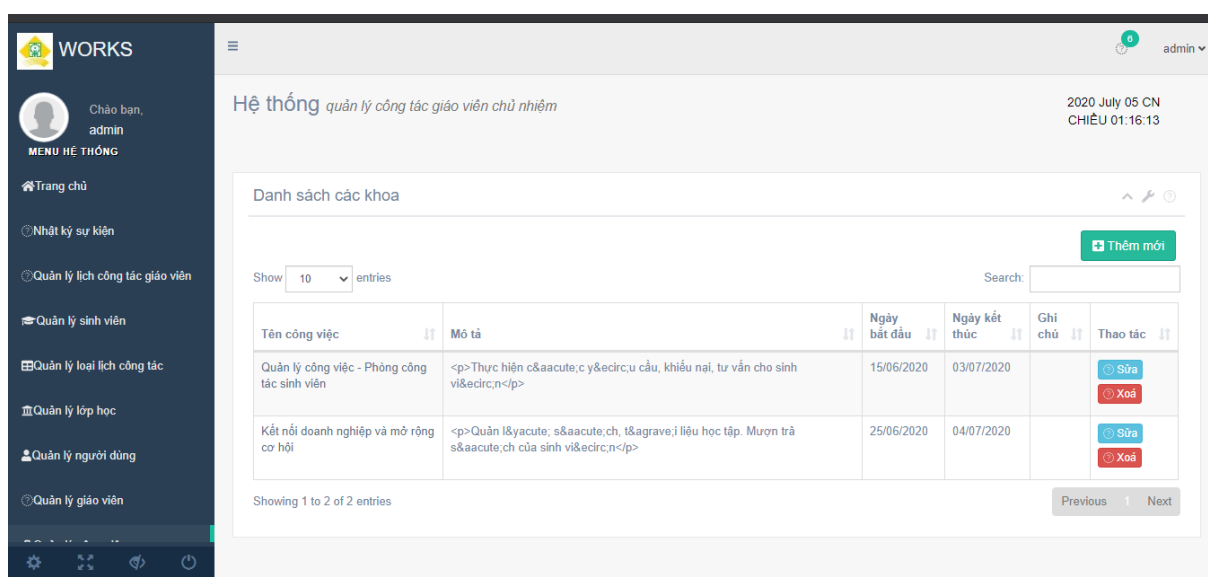 WORKS
6
admin
Chào bạn,
admin
MENU HỆ THỐNG
Trang chủ
Nhật ký sự kiện
Quản lý lịch công tác giáo viên
Quản lý sinh viên
Quản lý loại lịch công tác
Quản lý lớp học
Quản lý người dùng
Quản lý giáo viên
Hệ thống quản lý công tác giáo viên chủ nhiệm
2020 July 05 CN
CHIỀU 01:16:13
Danh sách các khoa
Thêm mới
Show 10 entries
Search:
Tên công việc
Mô tả
Ngày
bắt đầu
Ngày kết
thúc
Ghi
chú
Thao tác
Quản lý công việc - Phòng công
tác sinh viên
<p>Thực hiện c&aacute;c y&ecirc;u cầu, khiếu nại, tư vấn cho sinh
vi&ecirc;n</p>
15/06/2020
03/07/2020
Sửa
Xoá
Kết nối doanh nghiệp và mở rộng
cơ hội
<p>Quản l&yacute; s&aacute;ch, t&agrave;i liệu học tập. Mượn trả
s&aacute;ch của sinh vi&ecirc;n</p>
25/06/2020
04/07/2020
Sửa
Xoá
Showing 1 to 2 of 2 entries
Previous 1 Next